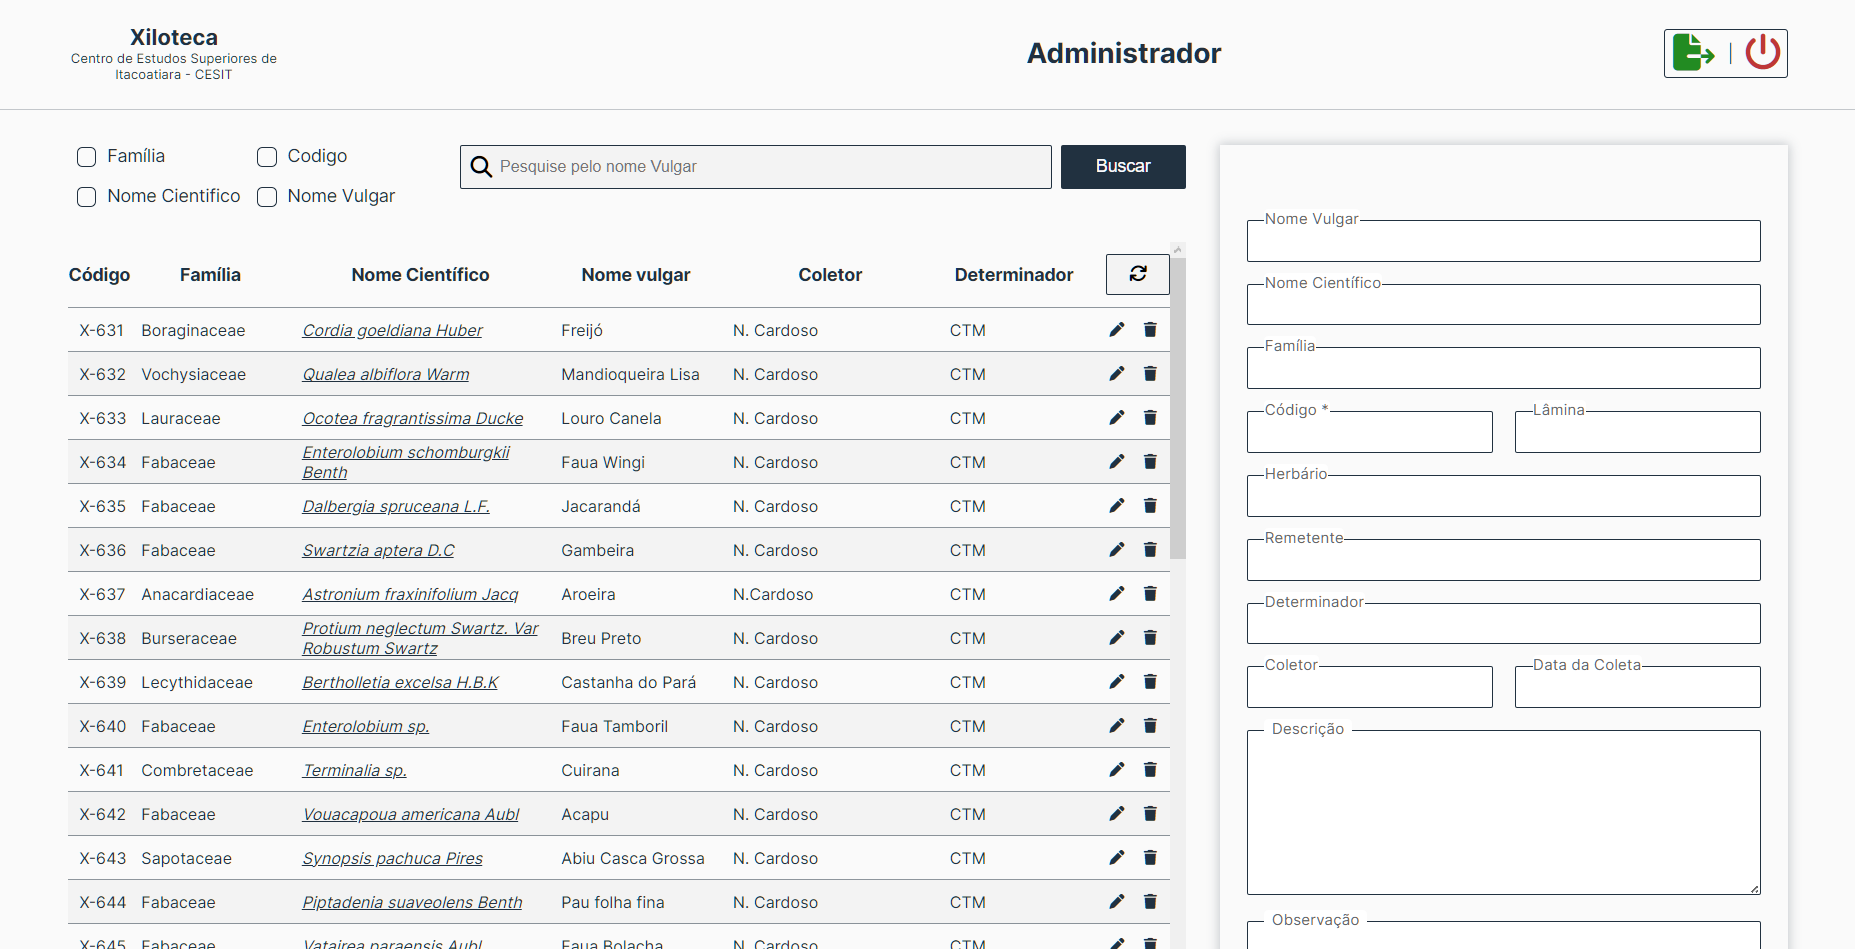 Xiloteca
Centro de Estudos Superiores de
Itacoatiara - CESIT
Administrador
Família
Codigo
Nome Cientifico
Nome Vulgar
Pesquise pelo nome Vulgar
Buscar
Código Família Nome Científico Nome vulgar Coletor Determinador
X-631 Boraginaceae Cordia goeldiana Huber Freijó N. Cardoso CTM
X-632 Vochysiaceae Qualea albiflora Warm Mandioqueira Lisa N. Cardoso CTM
X-633 Lauraceae Ocotea fragrantissima Ducke Louro Canela N. Cardoso CTM
X-634 Fabaceae Enterolobium schomburgkii
Benth Faua Wingi N. Cardoso CTM
X-635 Fabaceae Dalbergia spruceana L.F. Jacarandá N. Cardoso CTM
X-636 Fabaceae Swartzia aptera D.C Gambeira N. Cardoso CTM
X-637 Anacardiaceae Astronium fraxinifolium Jacq Aroeira N.Cardoso CTM
X-638 Burseraceae Protium neglectum Swartz. Var
Robustum Swartz Breu Preto N. Cardoso CTM
X-639 Lecythidaceae Bertholletia excelsa H.B.K Castanha do Pará N. Cardoso CTM
X-640 Fabaceae Enterolobium sp. Faua Tamboril N. Cardoso CTM
X-641 Combretaceae Terminalia sp. Cuirana N. Cardoso CTM
X-642 Fabaceae Vouacapoua americana Aubl Acapu N. Cardoso CTM
X-643 Sapotaceae Synopsis pachuca Pires Abiu Casca Grossa N. Cardoso CTM
X-644 Fabaceae Piptadenia suaveolens Benth Pau folha fina N. Cardoso CTM
X-645 Fabaceae Vatairea paraensis Aubl Faua Bolacha N. Cardoso CTM
Nome Vulgar
Nome Científico
Família
Código *
Lâmina
Herbário
Remetente
Determinador
Coletor
Data da Coleta
Descrição
Observação